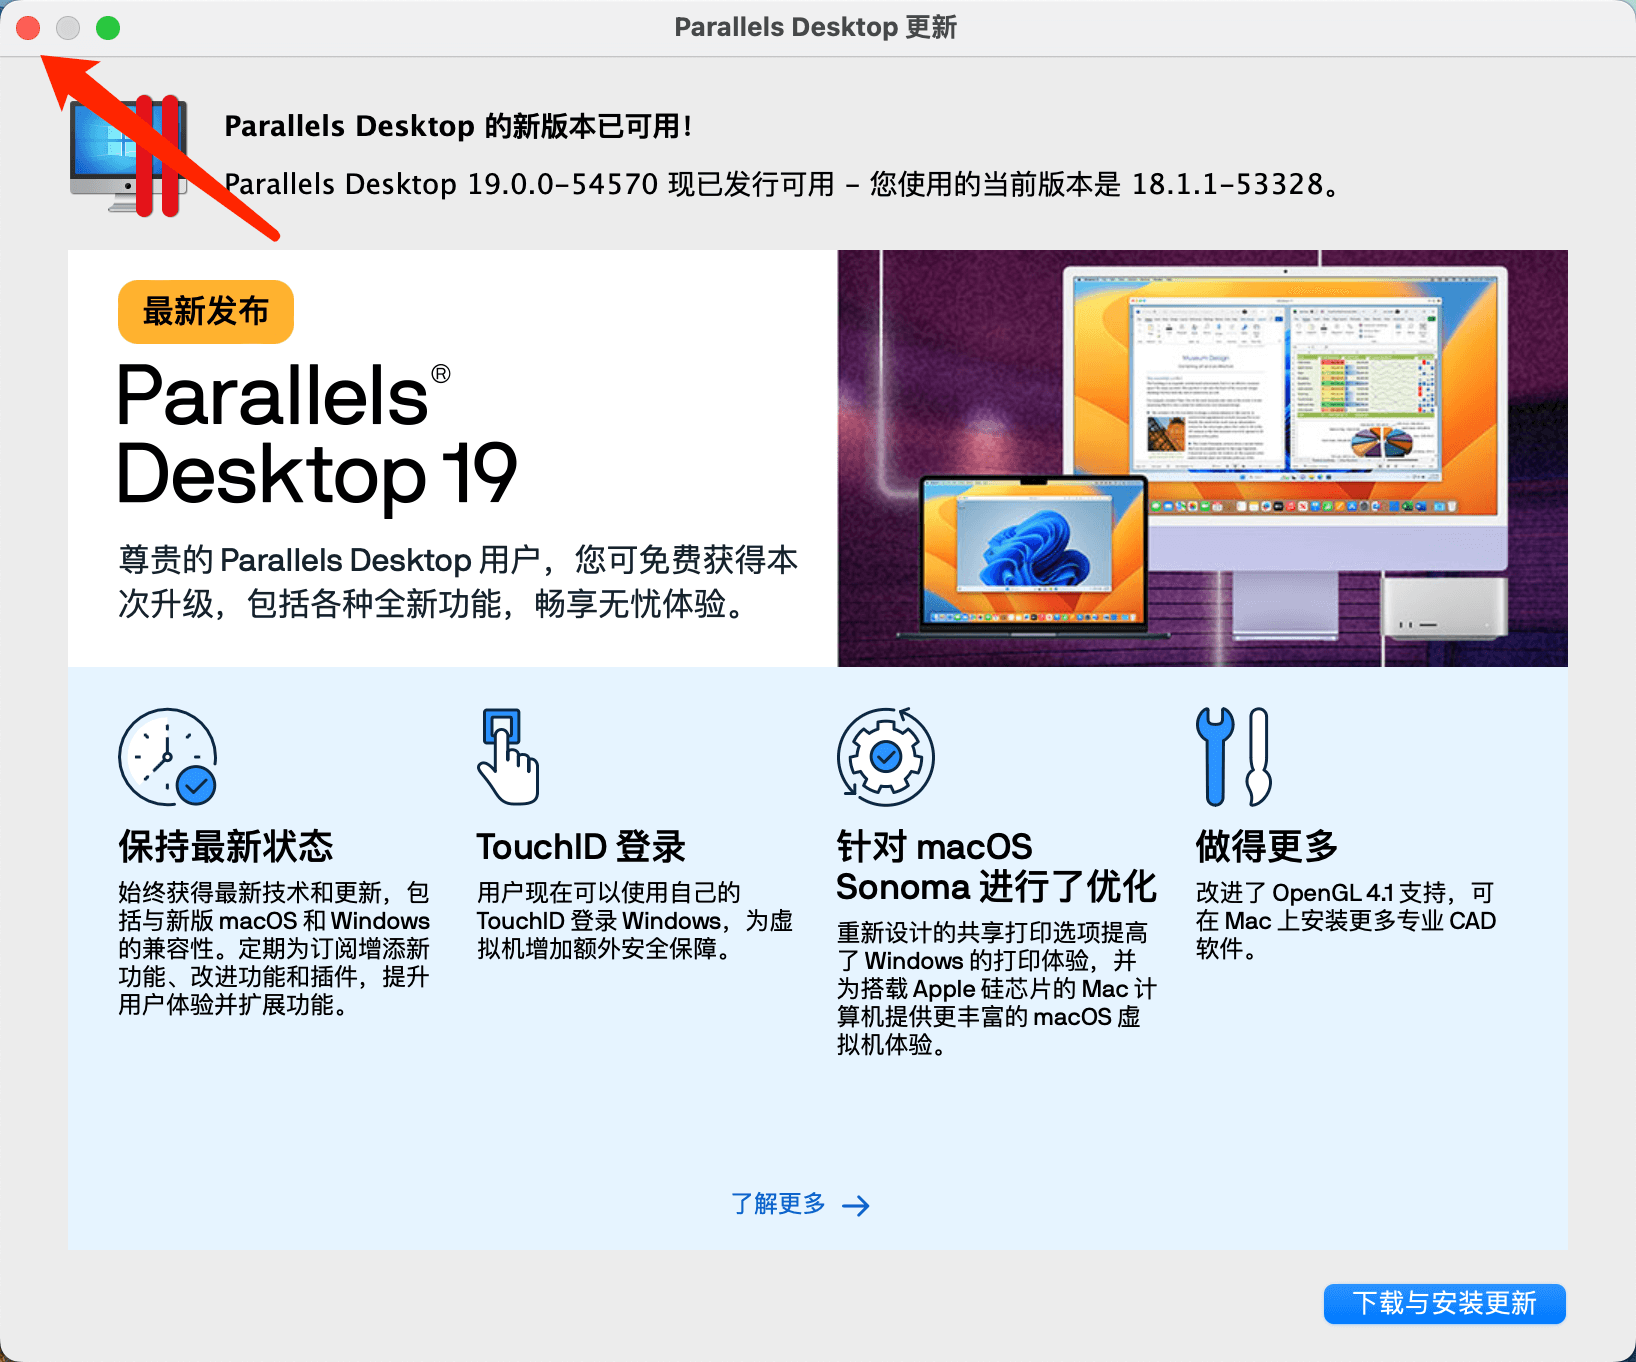 Parallels Desktop 更新
Parallels Desktop 的新版本已可用！
Parallels Desktop 19.0.0-54570 现已发行可用 – 您使用的当前版本是 18.1.1-53328。
最新发布
Parallels®
Desktop 19
尊贵的 Parallels Desktop 用户，您可免费获得本
次升级，包括各种全新功能，畅享无忧体验。
Museum Design
保持最新状态
始终获得最新技术和更新，包
括与新版 macOS 和 Windows
的兼容性。定期为订阅增添新
功能、改进功能和插件，提升
用户体验并扩展功能。
TouchID 登录
用户现在可以使用自己的
TouchID 登录 Windows，为虚
拟机增加额外安全保障。
针对 macOS
Sonoma 进行了优化
重新设计的共享打印选项提高
了 Windows 的打印体验，并
为搭载 Apple 硅芯片的 Mac 计
算机提供更丰富的 macOS 虚
拟机体验。
做得更多
改进了 OpenGL 4.1 支持，可
在 Mac 上安装更多专业 CAD
软件。
了解更多
下载与安装更新